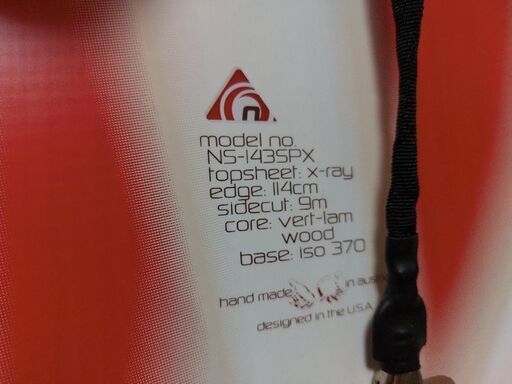 n
model no.
NS-143SPX
topsheet: x-ray
edge: 114cm
sidecut: 9m
core: vert-lam
wood
base: iso 370
hand made in
designed in the U.S.A.